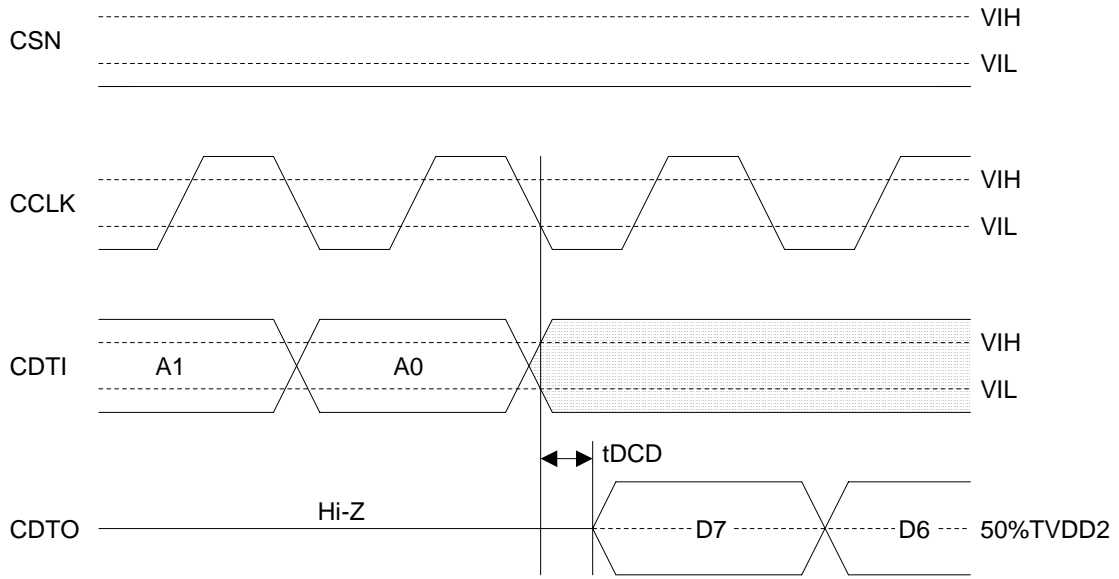 CSN
VIH
VIL
CCLK
VIH
VIL
CDTI
A1
A0
VIH
VIL
tDCD
CDTO
Hi-Z
D7
D6
50%TVDD2